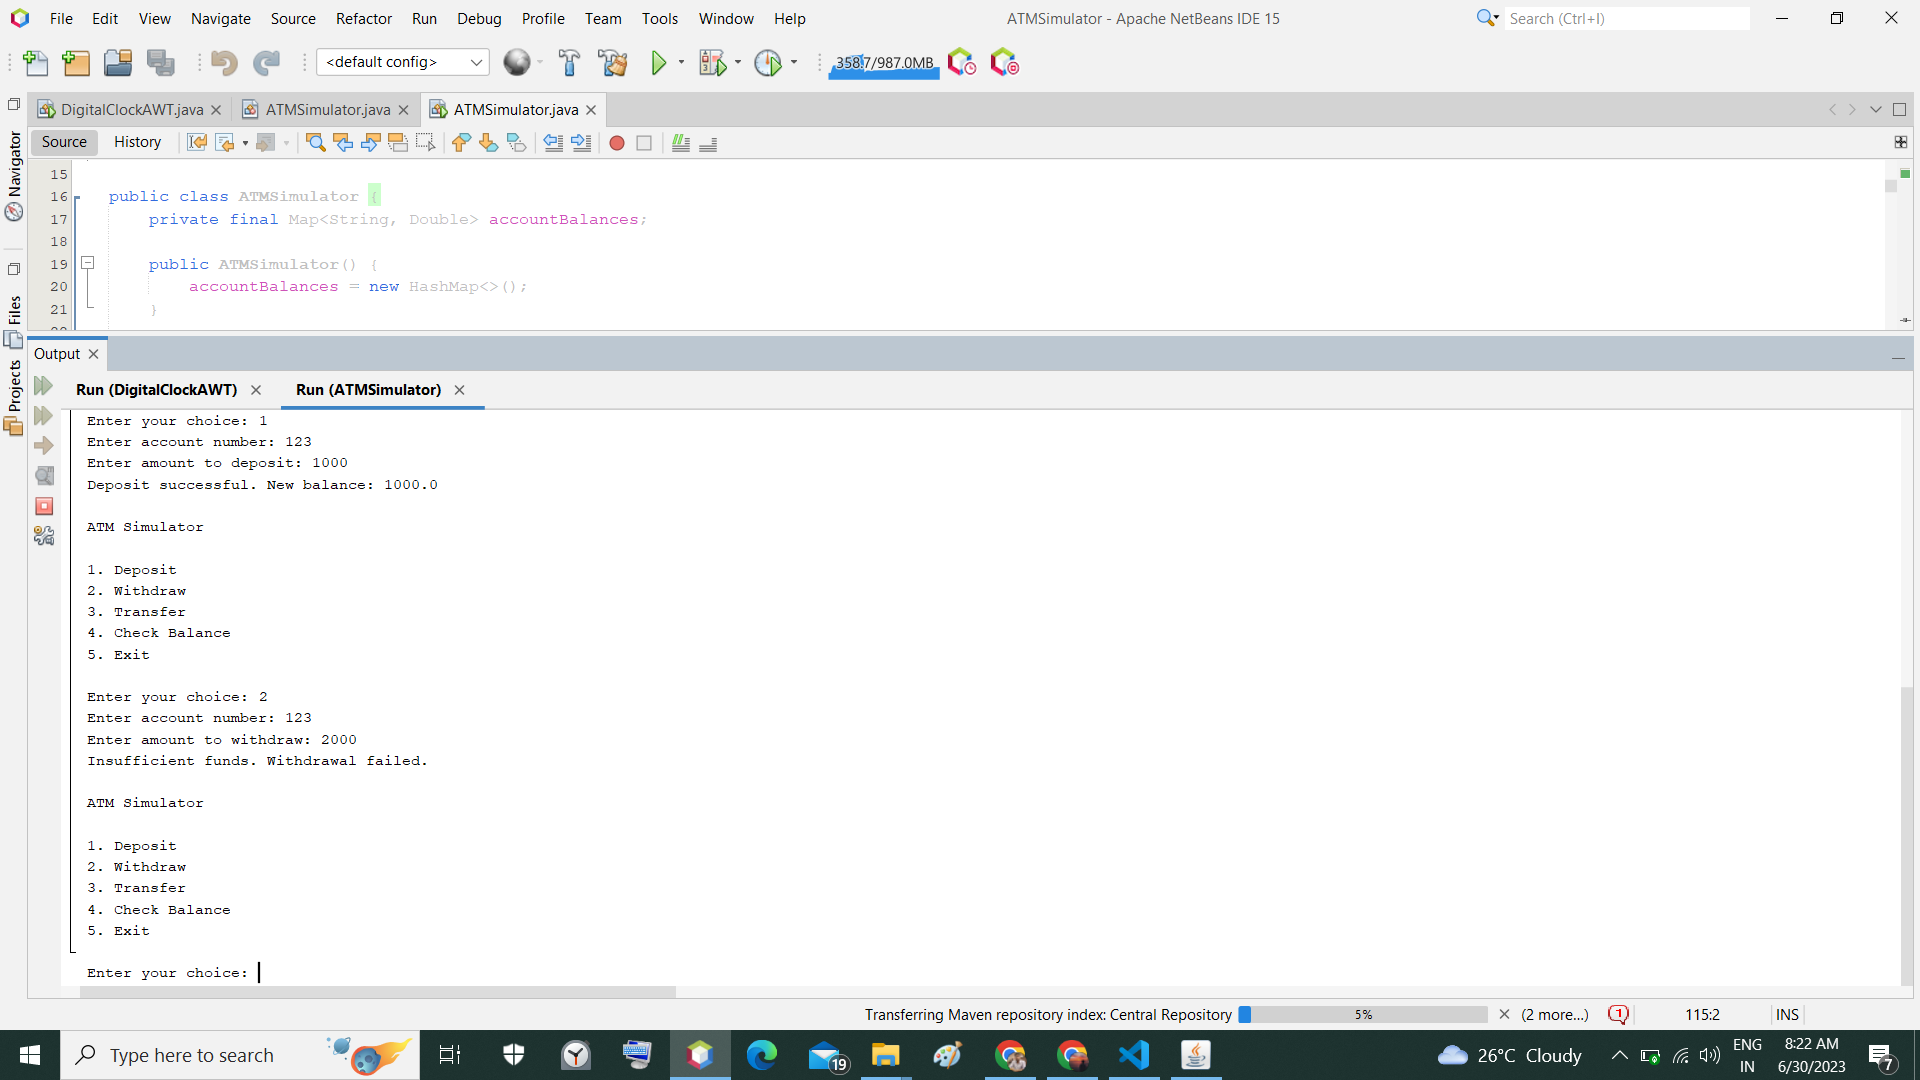 File Edit View Navigate Source Refactor Run Debug Profile Team Tools Window Help
ATMSimulator - Apache NetBeans IDE 15
Search (Ctrl+I)
<default config>
358.7/987.0MB
DigitalClockAWT.java
ATMSimulator.java
ATMSimulator.java
Navigator
Files
Projects
Source History
15
16 public class ATMSimulator {
17 private final Map<String, Double> accountBalances;
18
19 public ATMSimulator() {
20 accountBalances = new HashMap<>();
21 }
Output
Run (DigitalClockAWT)
Run (ATMSimulator)
Enter your choice: 1
Enter account number: 123
Enter amount to deposit: 1000
Deposit successful. New balance: 1000.0
ATM Simulator
1. Deposit
2. Withdraw
3. Transfer
4. Check Balance
5. Exit
Enter your choice: 2
Enter account number: 123
Enter amount to withdraw: 2000
Insufficient funds. Withdrawal failed.
ATM Simulator
1. Deposit
2. Withdraw
3. Transfer
4. Check Balance
5. Exit
Enter your choice:
Transferring Maven repository index: Central Repository 5% (2 more...) 1 115:2 INS
Type here to search
19
26°C Cloudy
ENG
IN
8:22 AM
6/30/2023
7